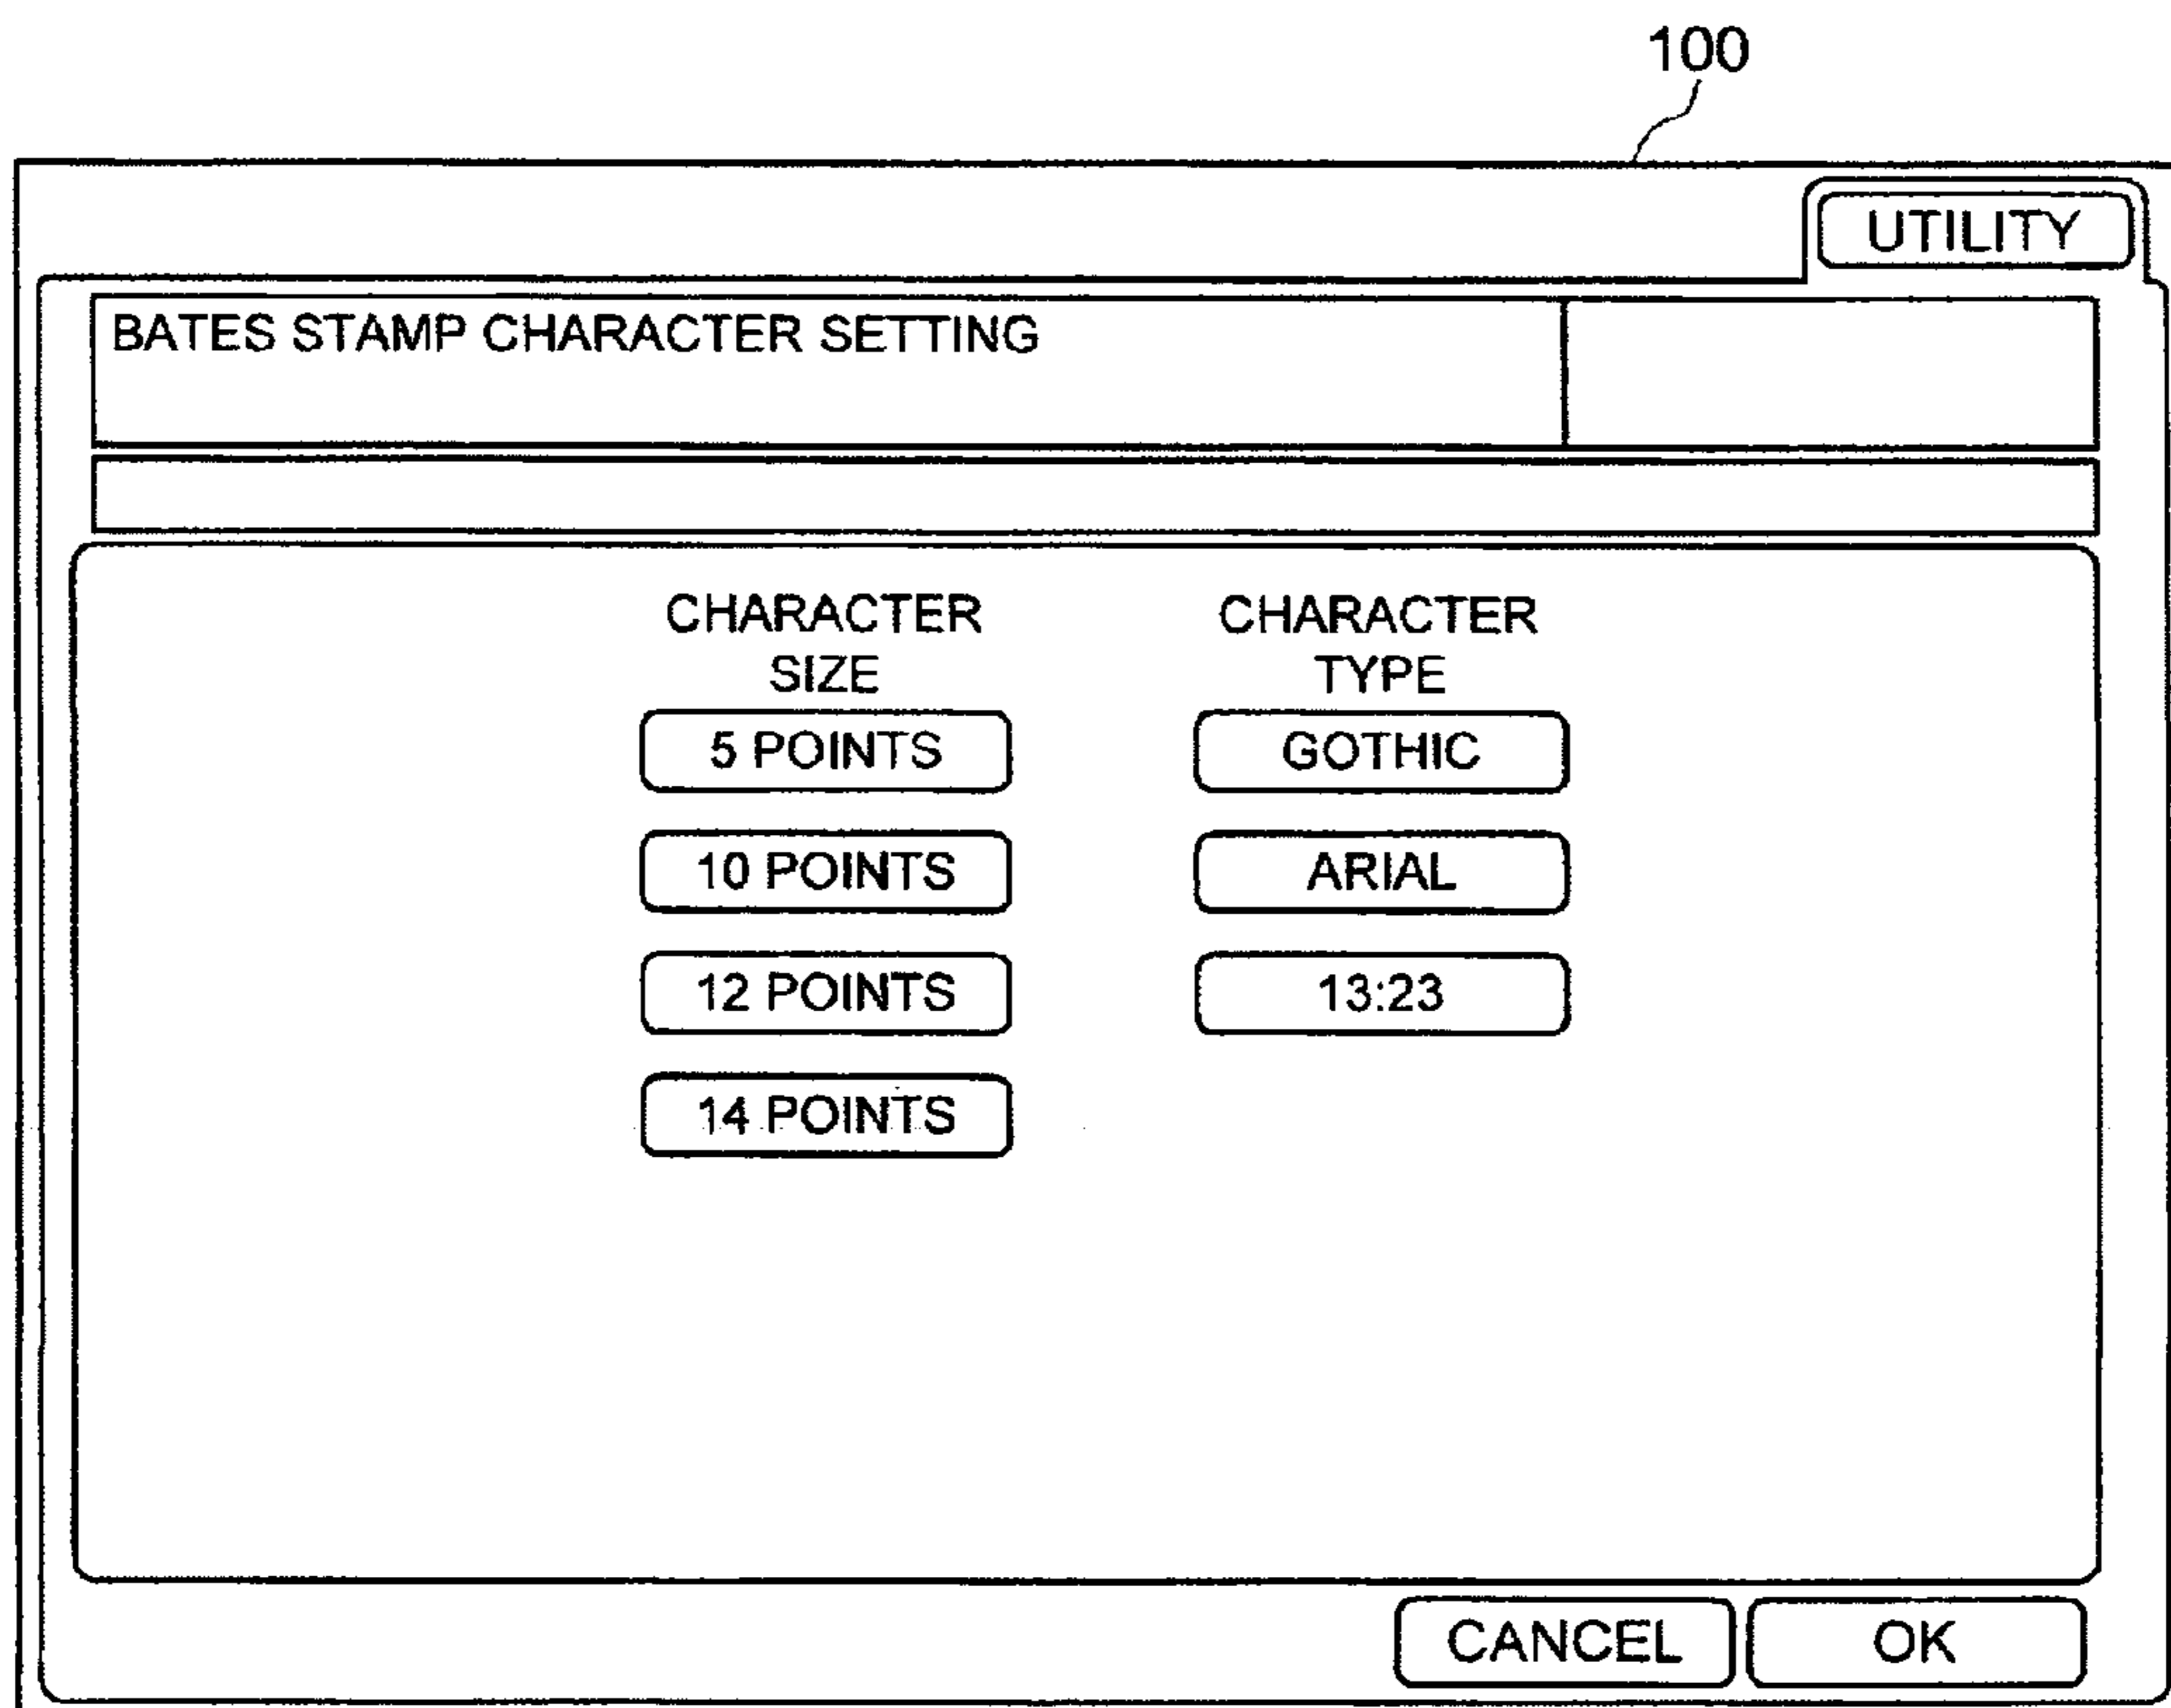 100
UTILITY
BATES STAMP CHARACTER SETTING
CHARACTER SIZE
CHARACTER TYPE
5 POINTS
GOTHIC
10 POINTS
ARIAL
12 POINTS
13:23
14 POINTS
CANCEL
OK